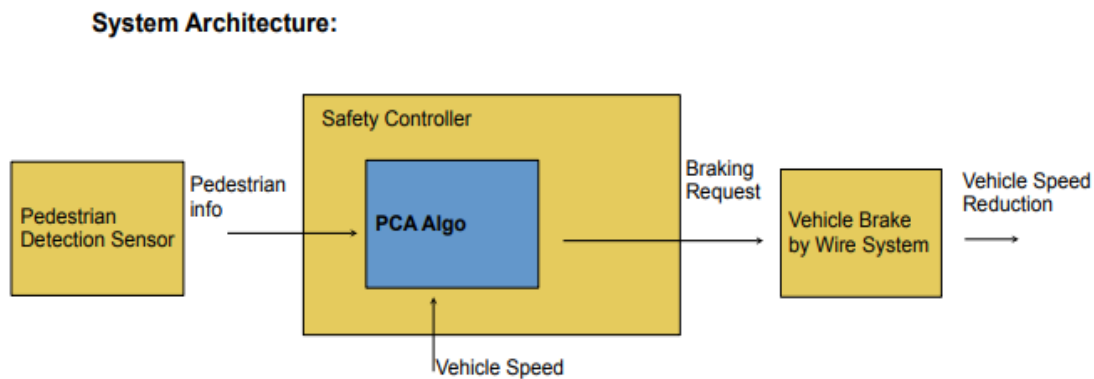 System Architecture:
Safety Controller
Pedestrian
Detection Sensor
Pedestrian
info
PCA Algo
Vehicle Speed
Braking
Request
Vehicle Brake
by Wire System
Vehicle Speed
Reduction